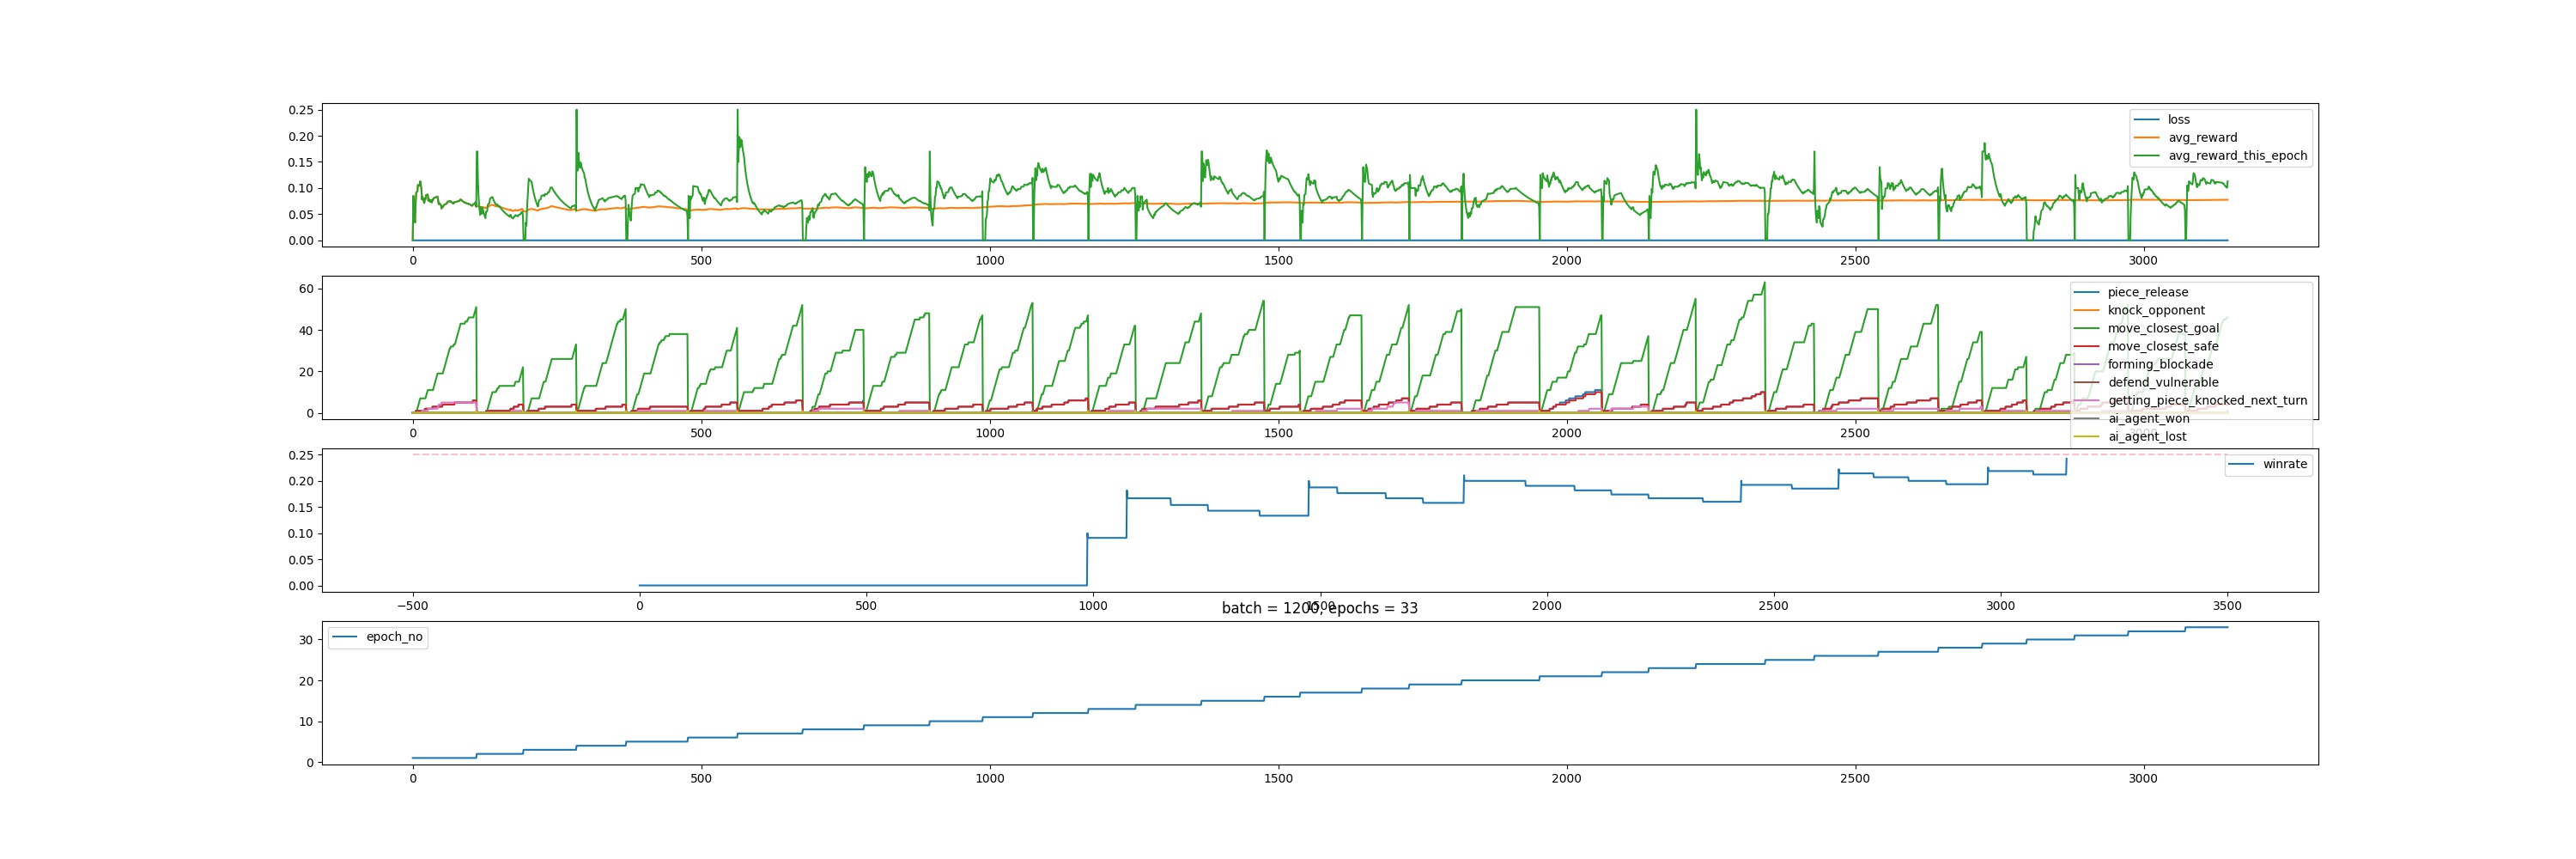 0.25
0.20
0.15
0.10
0.05
0.00
loss
avg_reward
avg_reward_this_epoch
0 500 1000 1500 2000 2500 3000
60
40
20
0
piece_release
knock_opponent
move_closest_goal
move_closest_safe
forming_blockade
defend_vulnerable
getting_piece_knocked_next_turn
ai_agent_won
ai_agent_lost
0 500 1000 1500 2000 2500 3000
0.25
0.20
0.15
0.10
0.05
0.00
winrate
−500 0 500 1000 1500 2000 2500 3000 3500
batch = 1200, epochs = 33
30
20
10
0
epoch_no
0 500 1000 1500 2000 2500 3000